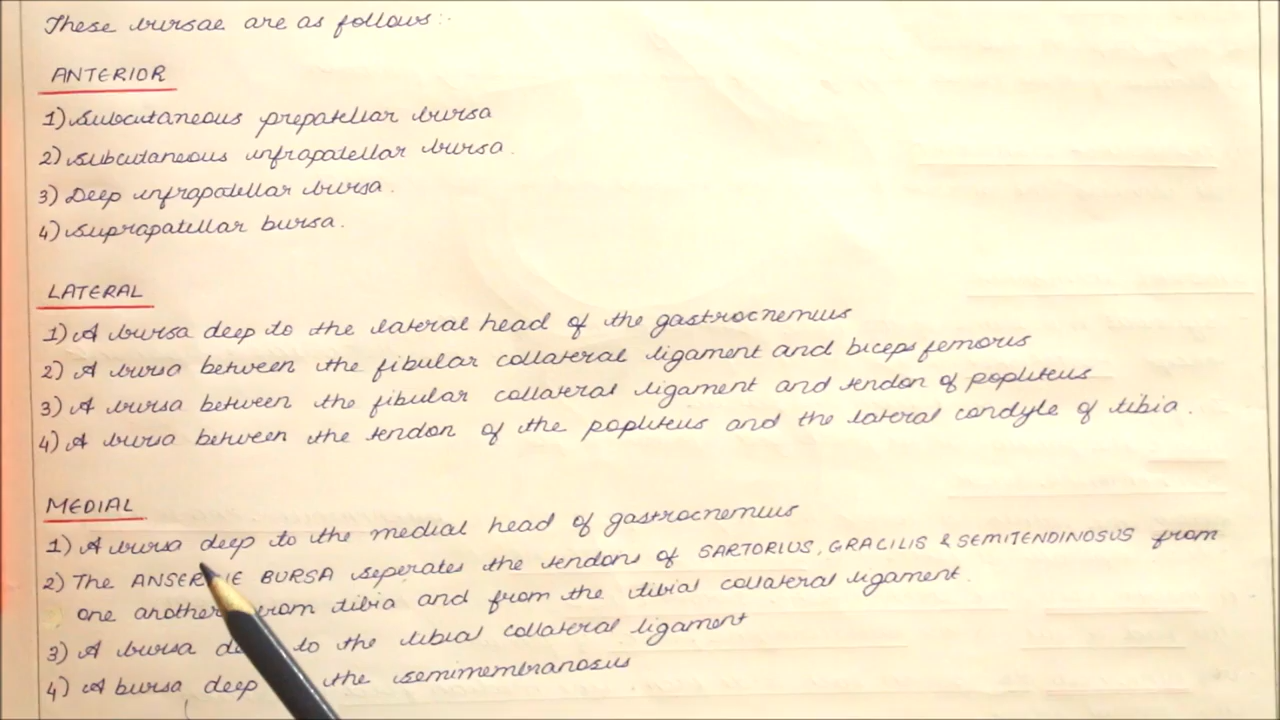 These bursae are as follows:-
ANTERIOR
1) Subcutaneous prepatellar bursa
2) Subcutaneous infrapatellar bursa.
3) Deep infrapatellar bursa.
4) Suprapatellar bursa.
LATERAL
1) A bursa deep to the lateral head of the gastrocnemius
2) A bursa between the fibular collateral ligament and biceps femoris
3) A bursa between the fibular collateral ligament and tendon of popliteus
4) A bursa between the tendon of the popliteus and the lateral condyle of tibia.
MEDIAL
1) A bursa deep to the medial head of gastrocnemius
2) The BURSA seperates the tendons of SARTORIUS, GRACILIS & SEMITENDINOSUS from
one another from tibia and from the tibial collateral ligament.
3) A bursa to the tibial collateral ligament
4) A bursa deep the semimembranosus